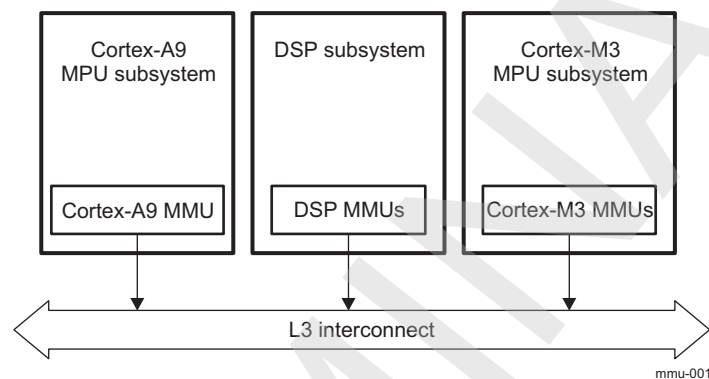 Cortex-A9
MPU subsystem
DSP subsystem
Cortex-M3
MPU subsystem
Cortex-A9 MMU
DSP MMUs
Cortex-M3 MMUs
L3 interconnect
mmu-001
MINA